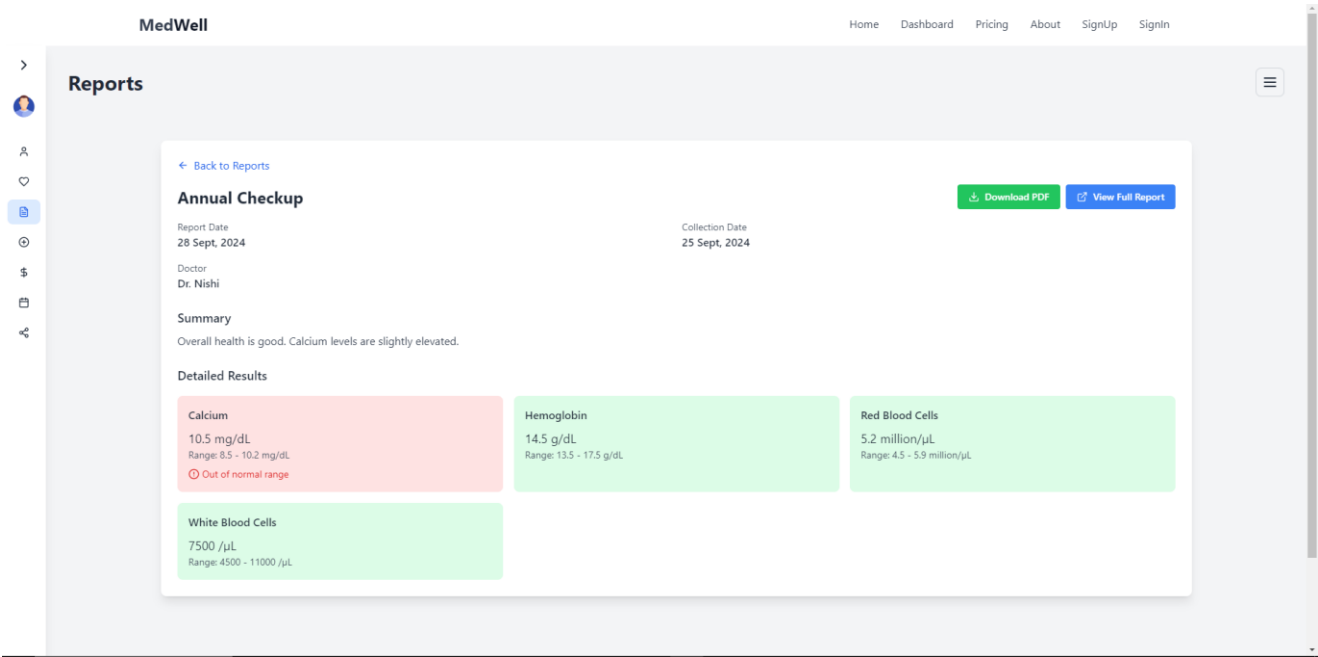 MedWell
Home Dashboard Pricing About SignUp SignIn
Reports
← Back to Reports
Annual Checkup
Download PDF
View Full Report
Report Date
28 Sept, 2024
Collection Date
25 Sept, 2024
Doctor
Dr. Nishi
Summary
Overall health is good. Calcium levels are slightly elevated.
Detailed Results
Calcium
10.5 mg/dL
Range: 8.5 - 10.2 mg/dL
Out of normal range
Hemoglobin
14.5 g/dL
Range: 13.5 - 17.5 g/dL
Red Blood Cells
5.2 million/µL
Range: 4.5 - 5.9 million/µL
White Blood Cells
7500 /µL
Range: 4500 - 11000 /µL